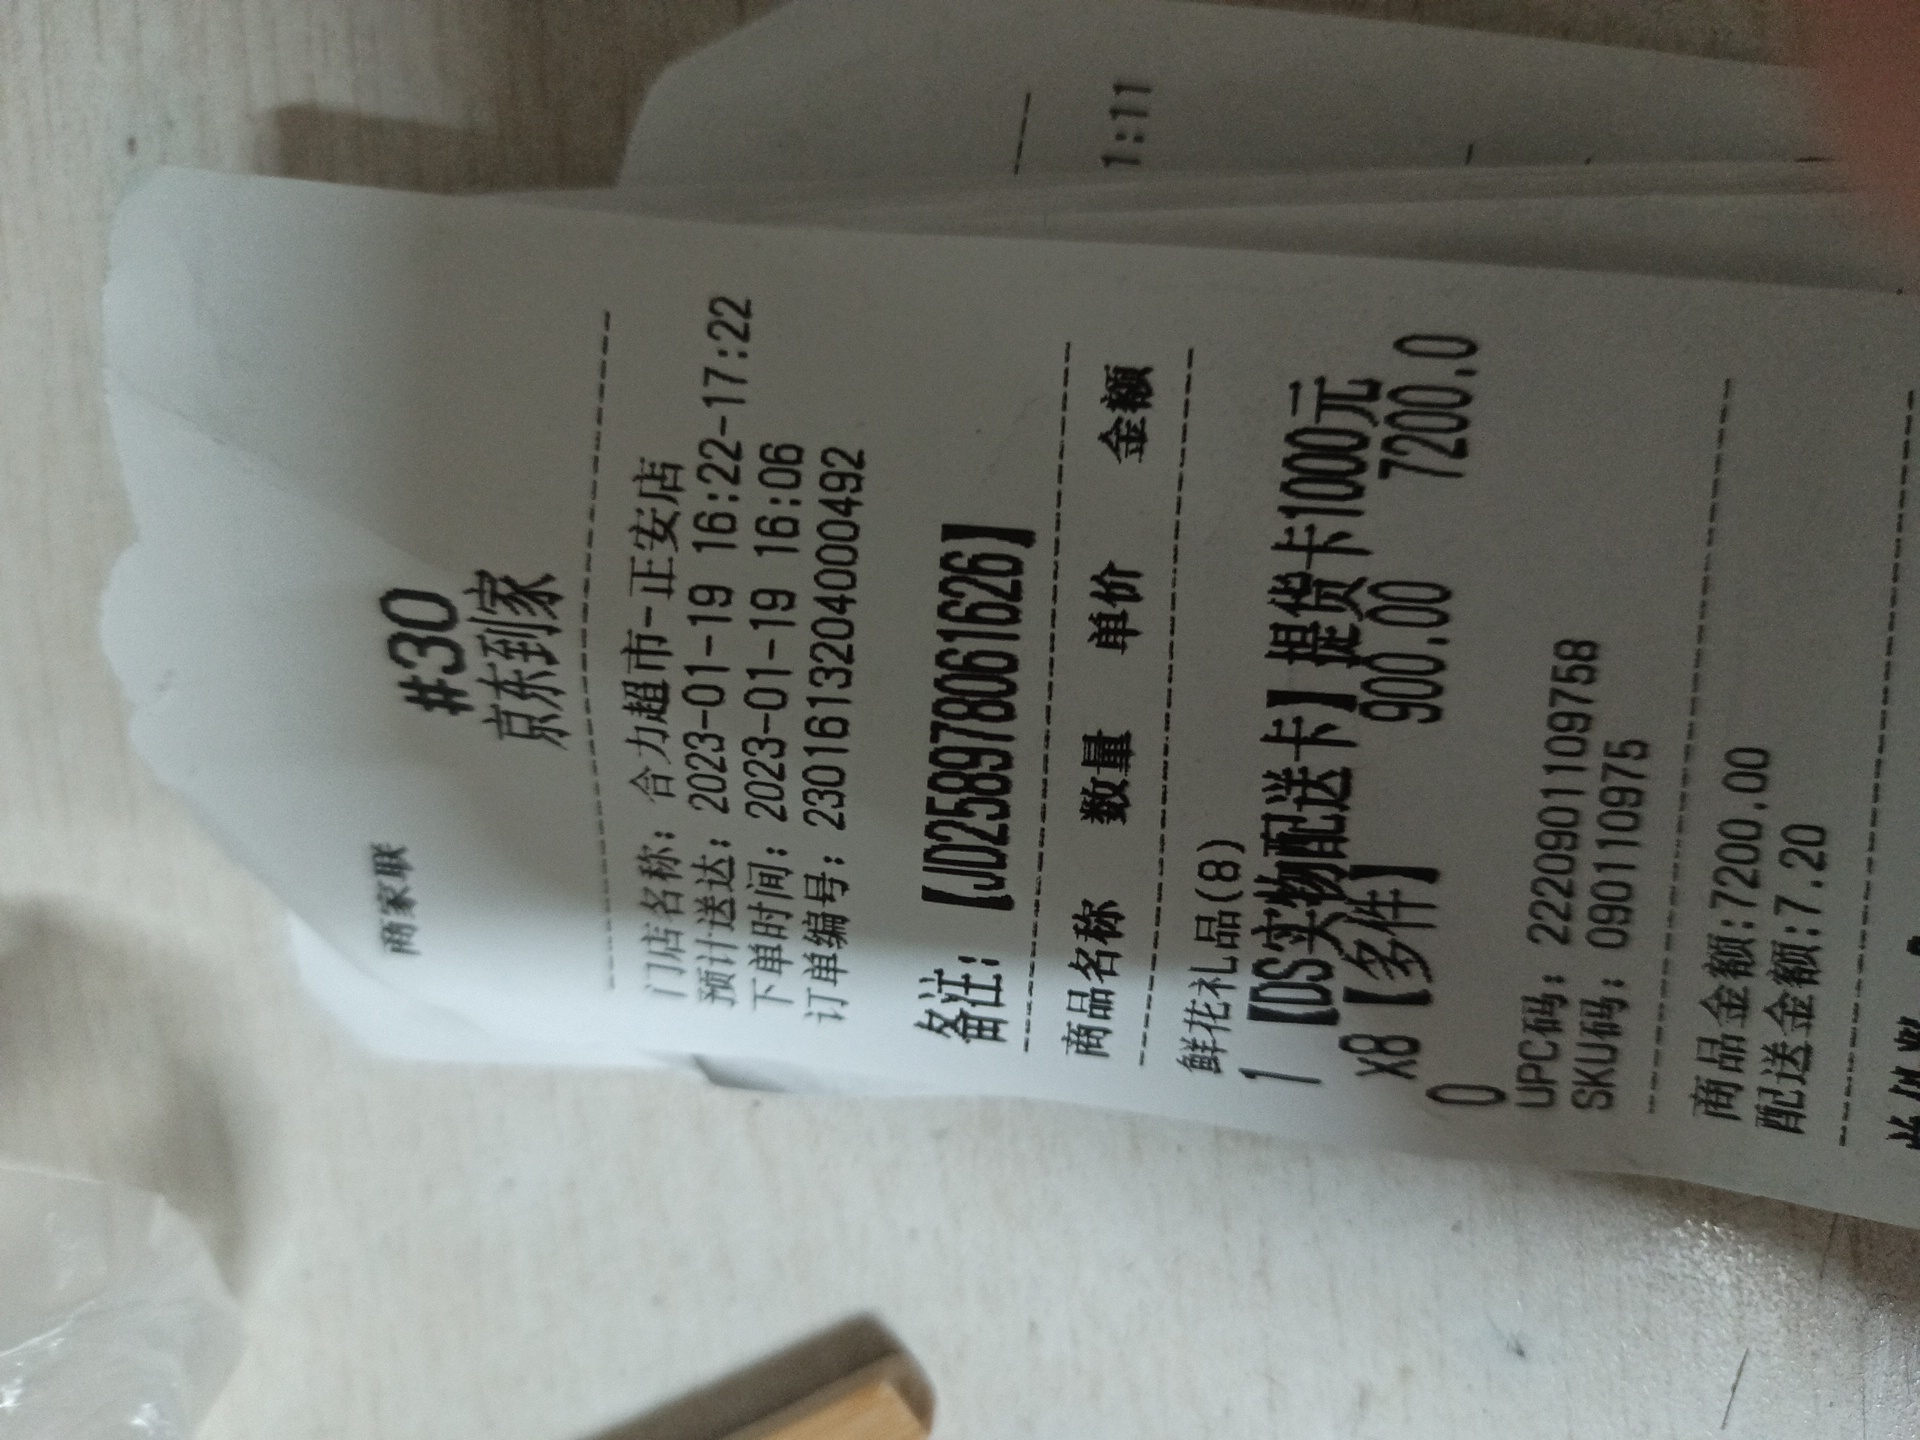 商家联
#30
京东到家
门店名称：合力超市-正安店
预计送达：2023-01-19 16:22-17:22
下单时间：2023-01-19 16:06
订单编号：2301613204000492
备注：【JD258978061626】
商品名称 数量 单价 金额
鲜花礼品(8)
1【DS实物配送卡】提货卡1000元
x8【多件】 900.00 7200.0
0
UPC码：2220901109758
SKU码：090110975
商品金额:7200.00
配送金额:7.20
1:11